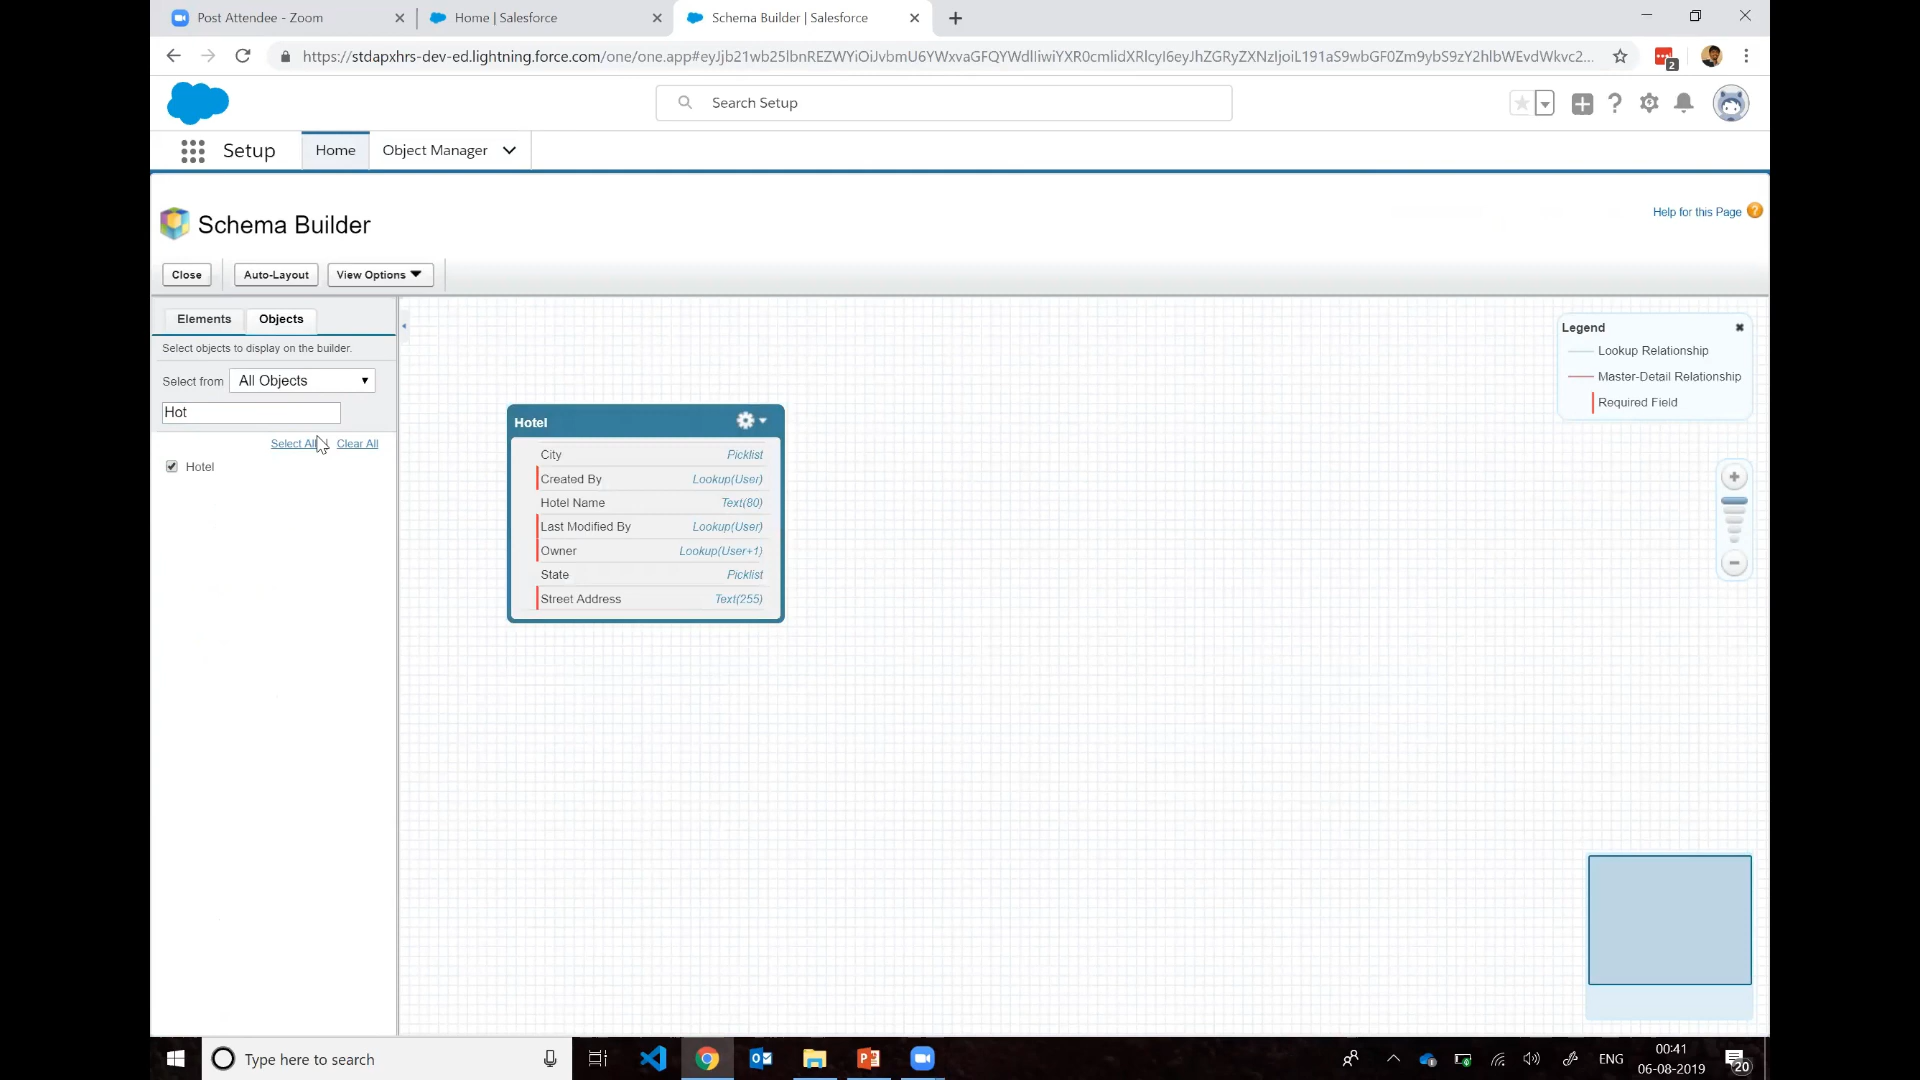 Post Attendee - Zoom
Home | Salesforce
Schema Builder | Salesforce
https://stdapxhrs-dev-ed.lightning.force.com/one/one.app#eyJjb21wb25lbnREZWYiOiJvbmU6YWxvaGFQYWdlIiwiYXR0cmlidXRlcyI6eyJhZGRyZXNzIjoiL191aS9wbGF0Zm9ybS9zY2hlbWEvdWkvc2...
2
Search Setup
Setup
Home
Object Manager
Schema Builder
Help for this Page ?
Close
Auto-Layout
View Options
Elements
Objects
Select objects to display on the builder.
Select from
All Objects
Hot
Select All
Clear All
Hotel
Hotel
City Picklist
Created By Lookup(User)
Hotel Name Text(80)
Last Modified By Lookup(User)
Owner Lookup(User+1)
State Picklist
Street Address Text(255)
Legend
Lookup Relationship
Master-Detail Relationship
Required Field
Type here to search
ENG
00:41
06-08-2019
20